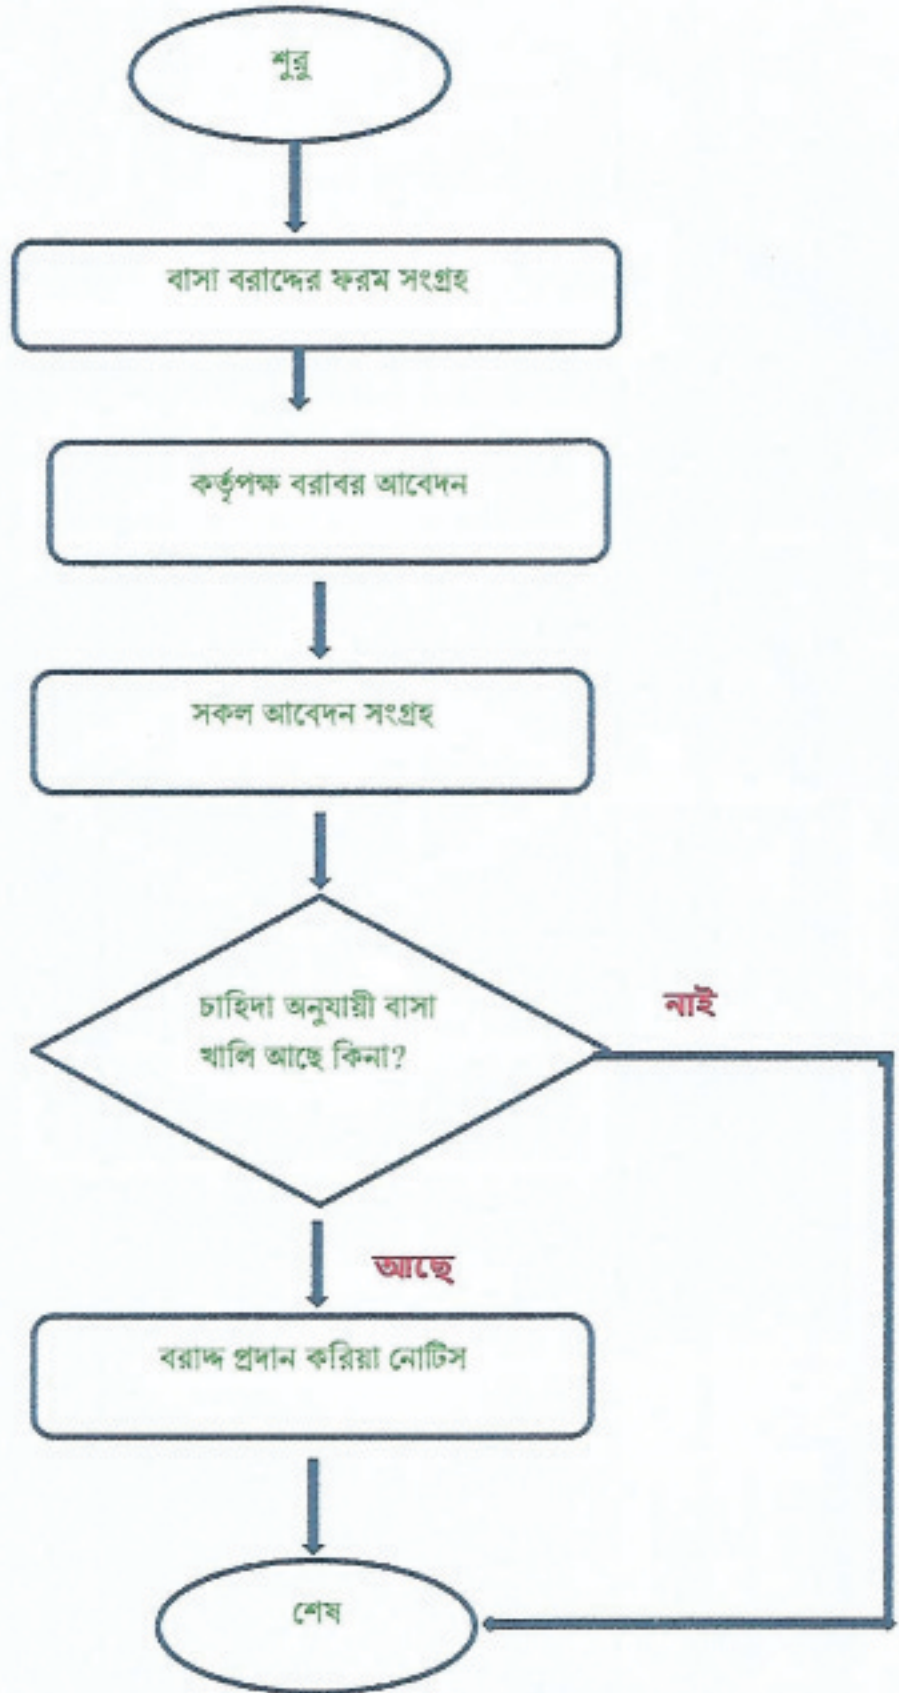 শুরু
বাসা বরাদ্দের ফরম সংগ্রহ
কর্তৃপক্ষ বরাবর আবেদন
সকল আবেদন সংগ্রহ
চাহিদা অনুযায়ী বাসা
খালি আছে কিনা?
নাই
আছে
বরাদ্দ প্রদান করিয়া নোটিস
শেষ